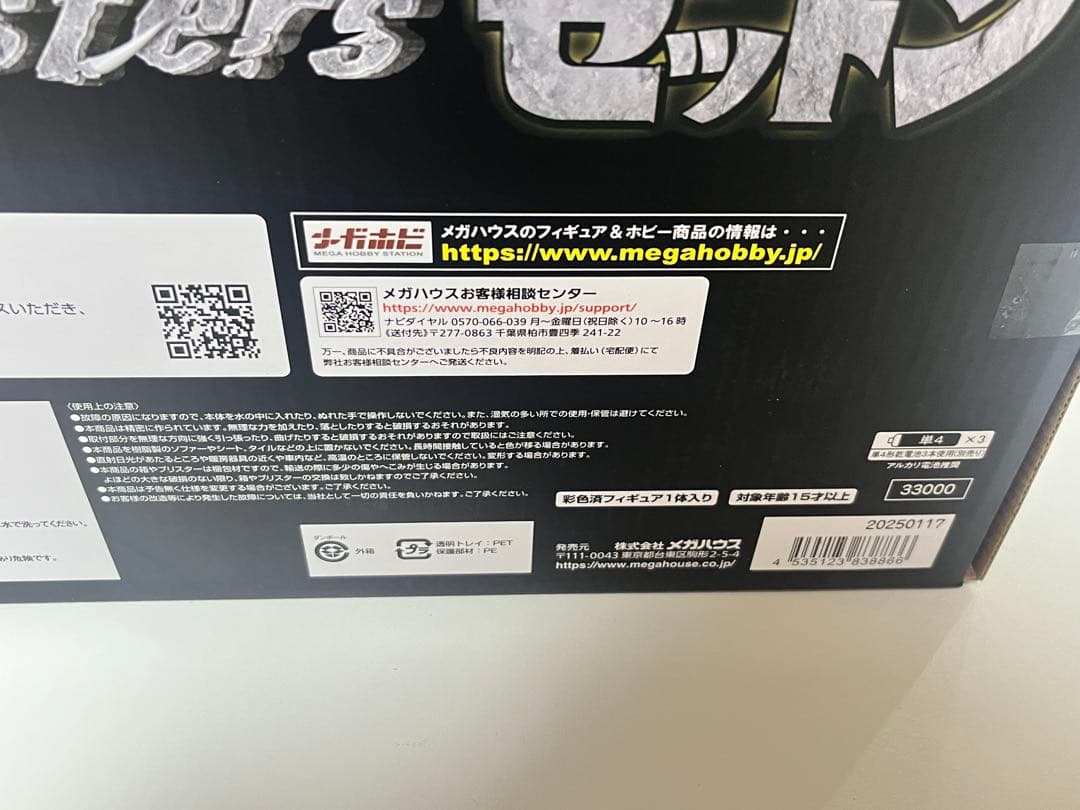 sters
ゼットン
メガホビ
MEGA HOBBY STATION
メガハウスのフィギュア&ホビー商品の情報は・・・
https://www.megahobby.jp/
スいただき、
メガハウスお客様相談センター
https://www.megahobby.jp/support/
ナビダイヤル 0570-066-039 月~金曜日(祝日除く)10~16時
《送付先》〒277-0863 千葉県柏市豊四季 241-22
万一、商品に不具合がございましたら不良内容を明記の上、着払い(宅配便)にて
弊社お客様相談センターへご発送ください。
〈使用上の注意〉
●故障の原因になりますので、本体を水の中に入れたり、ぬれた手で操作しないでください。また、湿気の多い所での使用・保管は避けてください。
●本商品は精密に作られています。無理な力を加えたり、落としたりすると破損するおそれがあります。
●取付部分を無理な方向に強く引っ張ったり、曲げたりすると破損するおそれがありますので取扱にはご注意ください。
●本商品を樹脂製のソファーやシート、タイルなどの上に置かないでください。長時間接触していると色が移る場合があります。
●直射日光があたるところや暖房器具の近くや車内など、高温のところに保管しないでください。変形する場合があります。
●本商品の箱やブリスターは梱包材ですので、輸送の際に多少の傷やへこみが生じる場合があります。
よほどの大きな破損のない限り、箱やブリスターの交換は致しかねますのでご了承ください。
●本商品は予告無く仕様を変更する場合がございます。ご了承ください。
●お客様の改造等により発生した故障については、当社として一切の責任を負いかねます。ご了承ください。
単4 ×3
単4形乾電池3本使用(別売り)
アルカリ電池推奨
33000
彩色済フィギュア1体入り
対象年齢15才以上
水で洗ってください。
り危険です。
ダンボール
外箱
プラ
透明トレイ:PET
保護部材:PE
発売元 株式会社メガハウス
〒111-0043 東京都台東区駒形2-5-4
https://www.megahouse.co.jp/
20250117
4 535123 838866